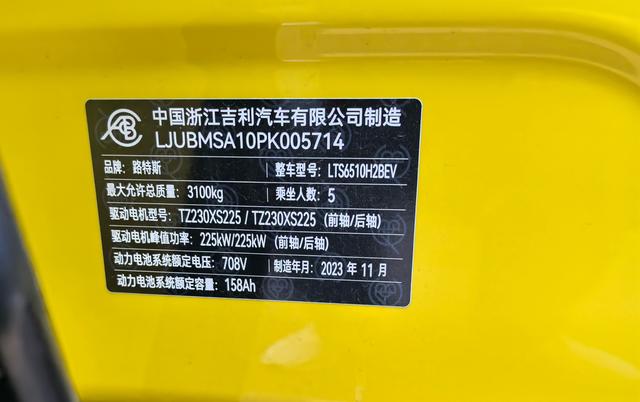 中国浙江吉利汽车有限公司制造
LJUBMSA10PK005714
品牌：路特斯 整车型号：LTS6510H2BEV
最大允许总质量：3100kg 乘坐人数：5
驱动电机型号：TZ230XS225 / TZ230XS225（前轴/后轴）
驱动电机峰值功率：225kW/225kW（前轴/后轴）
动力电池系统额定电压：708V 制造年月：2023 年 11 月
动力电池系统额定容量：158Ah